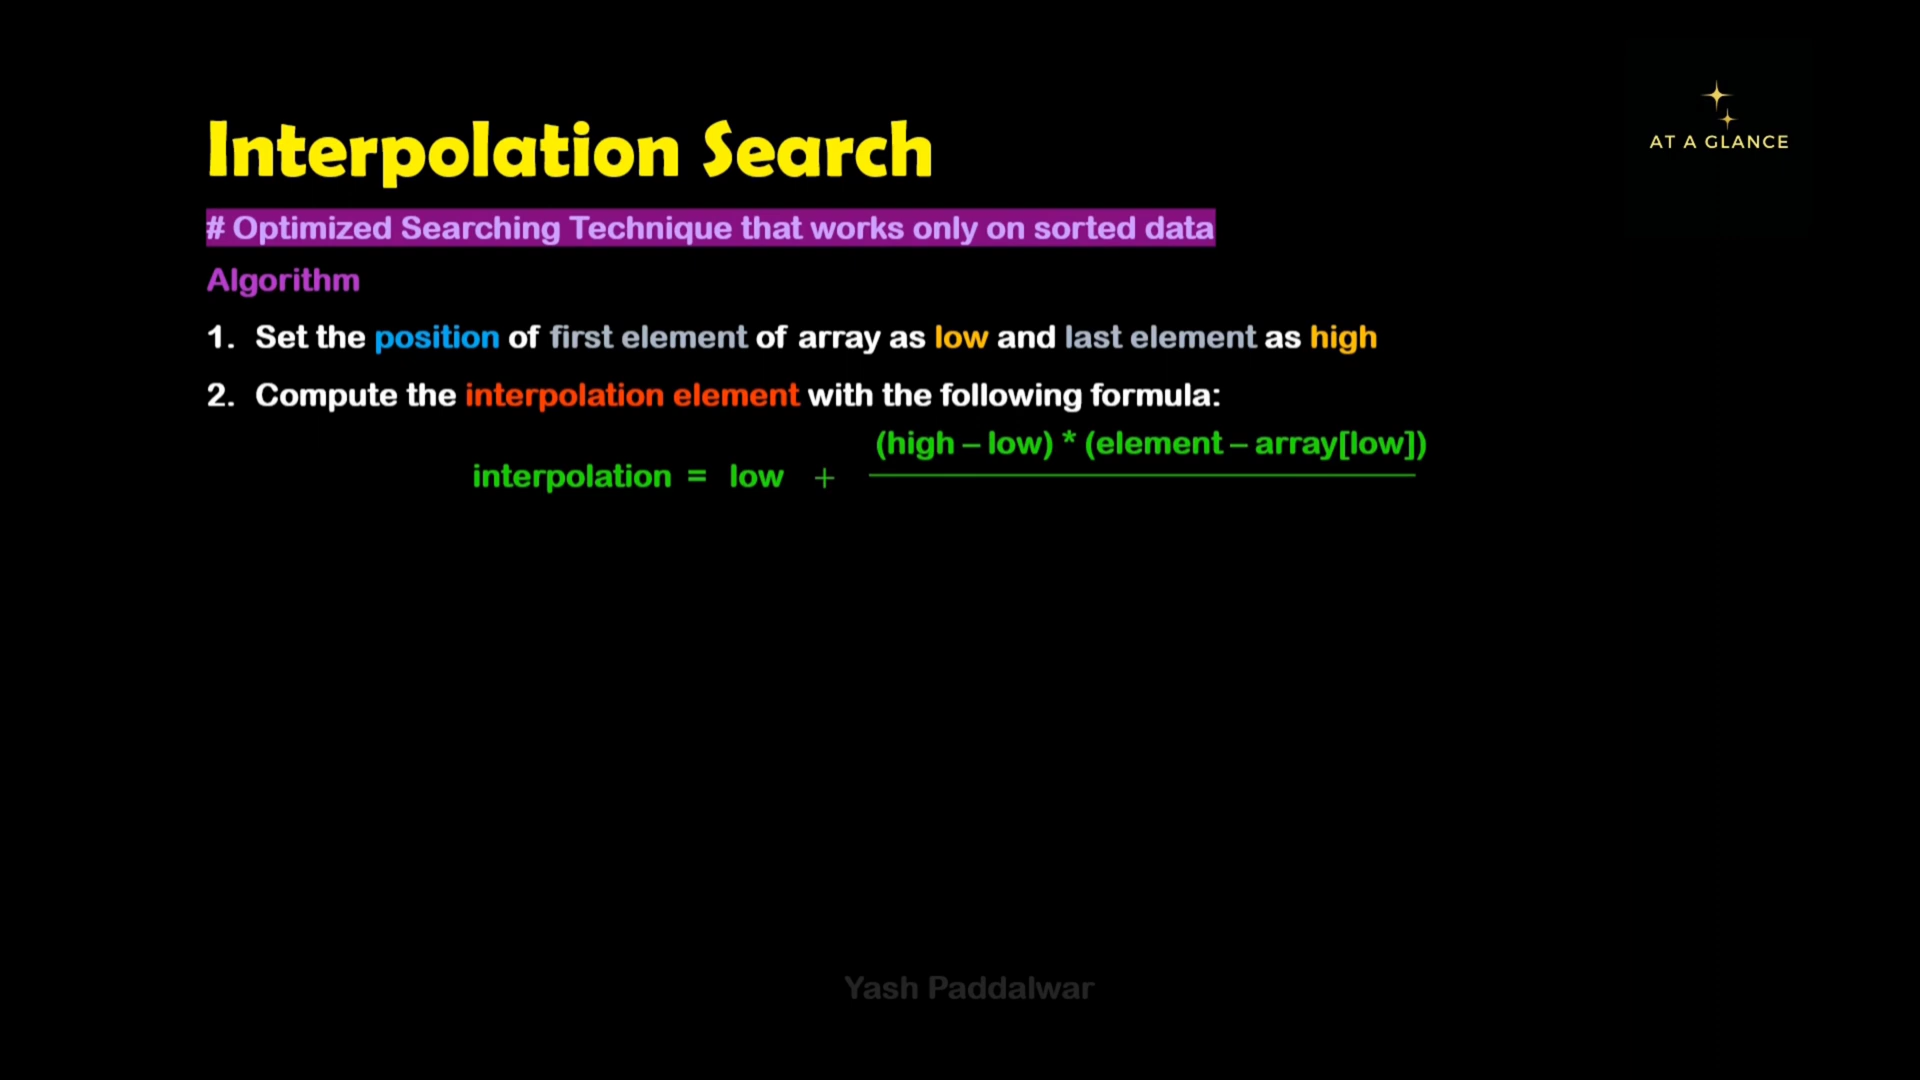 AT A GLANCE
Interpolation Search
# Optimized Searching Technique that works only on sorted data
Algorithm
1. Set the position of first element of array as low and last element as high
2. Compute the interpolation element with the following formula:
(high – low) * (element – array[low])
interpolation = low +
Yash Paddalwar